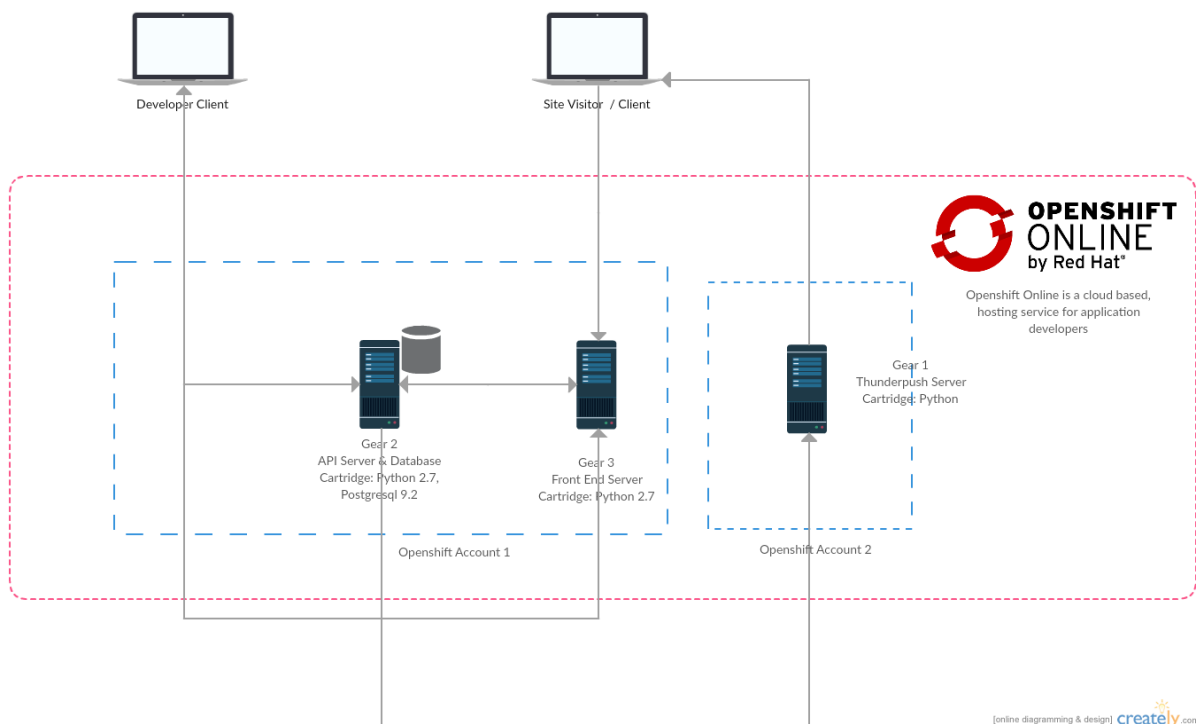 Developer Client
Site Visitor / Client
OPENSHIFT
ONLINE
by Red Hat®
Openshift Online is a cloud based,
hosting service for application
developers
Gear 1
Thunderpush Server
Cartridge: Python
Gear 2
API Server & Database
Cartridge: Python 2.7,
Postgresql 9.2
Gear 3
Front End Server
Cartridge: Python 2.7
Openshift Account 1
Openshift Account 2
[online diagramming & design] creately.com